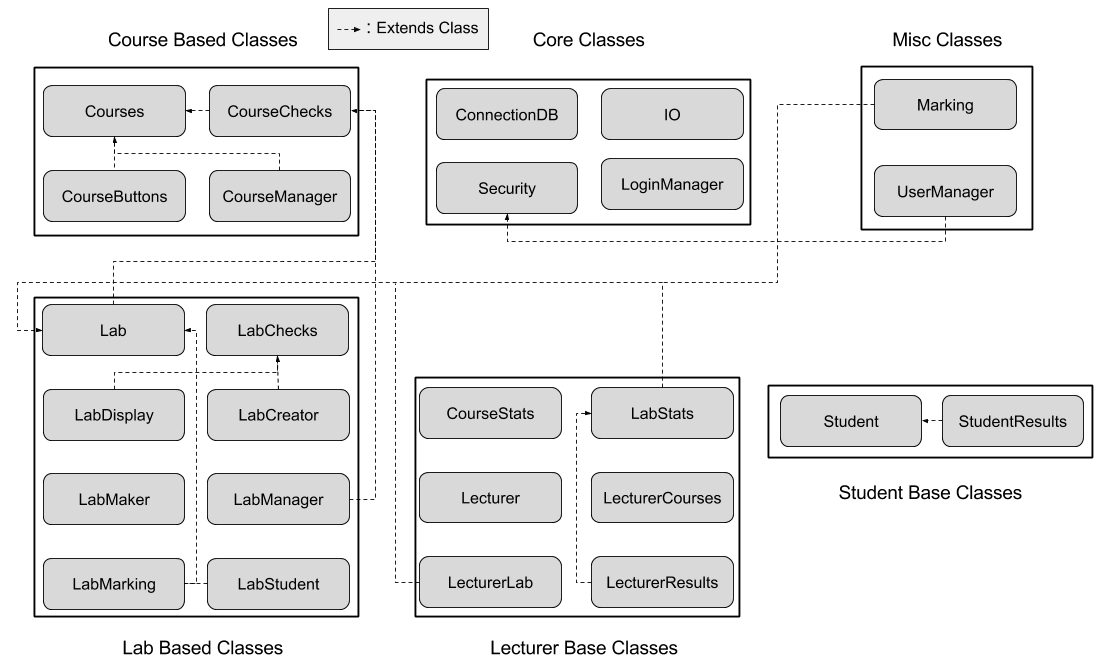 : Extends Class
Course Based Classes
Core Classes
Misc Classes
Courses
CourseChecks
CourseButtons
CourseManager
ConnectionDB
IO
Security
LoginManager
Marking
UserManager
Lab
LabChecks
LabDisplay
LabCreator
LabMaker
LabManager
LabMarking
LabStudent
Lab Based Classes
CourseStats
LabStats
Lecturer
LecturerCourses
LecturerLab
LecturerResults
Lecturer Base Classes
Student
StudentResults
Student Base Classes